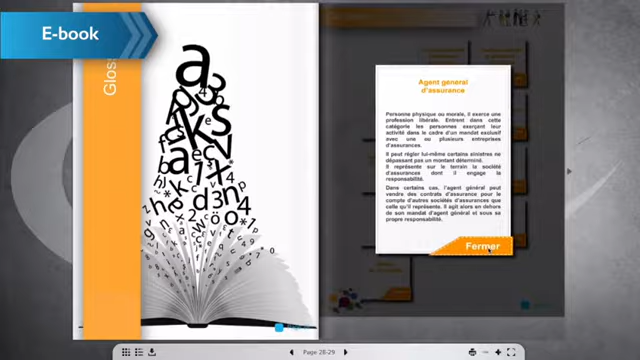 E-book
Glos
Agent général
d'assurance
Personne physique ou morale, il exerce une
profession libérale. Entrent dans cette
catégorie les personnes exerçant leur
activité dans le cadre d'un mandat exclusif
avec une ou plusieurs entreprises
d'assurances.
Il peut régler lui-même certains sinistres ne
dépassant pas un montant déterminé.
Il représente sur le terrain la société
d'assurances dont il engage la
responsabilité.
Dans certains cas, l'agent général peut
vendre des contrats d'assurance pour le
compte d'autres sociétés d'assurances que
celle qu'il représente. Il agit alors en dehors
de son mandat d'agent général et sous sa
propre responsabilité.
Fermer
Page 28-29